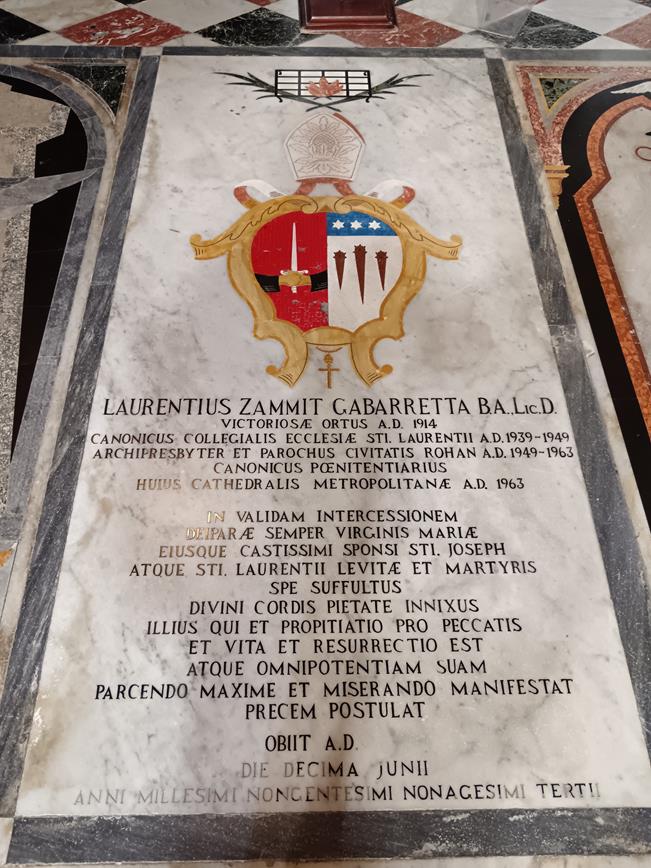 LAURENTIUS ZAMMIT GABARRETTA B.A.,LIC.D.
VICTORIOSÆ ORTUS A.D. 1914
CANONICUS COLLEGIALIS ECCLESIÆ STI. LAURENTII A.D. 1939-1949
ARCHIPRESBYTER ET PAROCHUS CIVITATIS ROHAN A.D. 1949-1963
CANONICUS PŒNITENTIARIUS
HUIUS CATHEDRALIS METROPOLITANÆ A.D. 1963
IN VALIDAM INTERCESSIONEM
DEIPARÆ SEMPER VIRGINIS MARIÆ
EIUSQUE CASTISSIMI SPONSI STI. JOSEPH
ATQUE STI. LAURENTII LEVITÆ ET MARTYRIS
SPE SUFFULTUS
DIVINI CORDIS PIETATE INNIXUS
ILLIUS QUI ET PROPITIATIO PRO PECCATIS
ET VITA ET RESURRECTIO EST
ATQUE OMNIPOTENTIAM SUAM
PARCENDO MAXIME ET MISERANDO MANIFESTAT
PRECEM POSTULAT
OBIIT A.D.
DIE DECIMA JUNII
ANNI MILLESIMI NONGENTESIMI NONAGESIMI TERTII